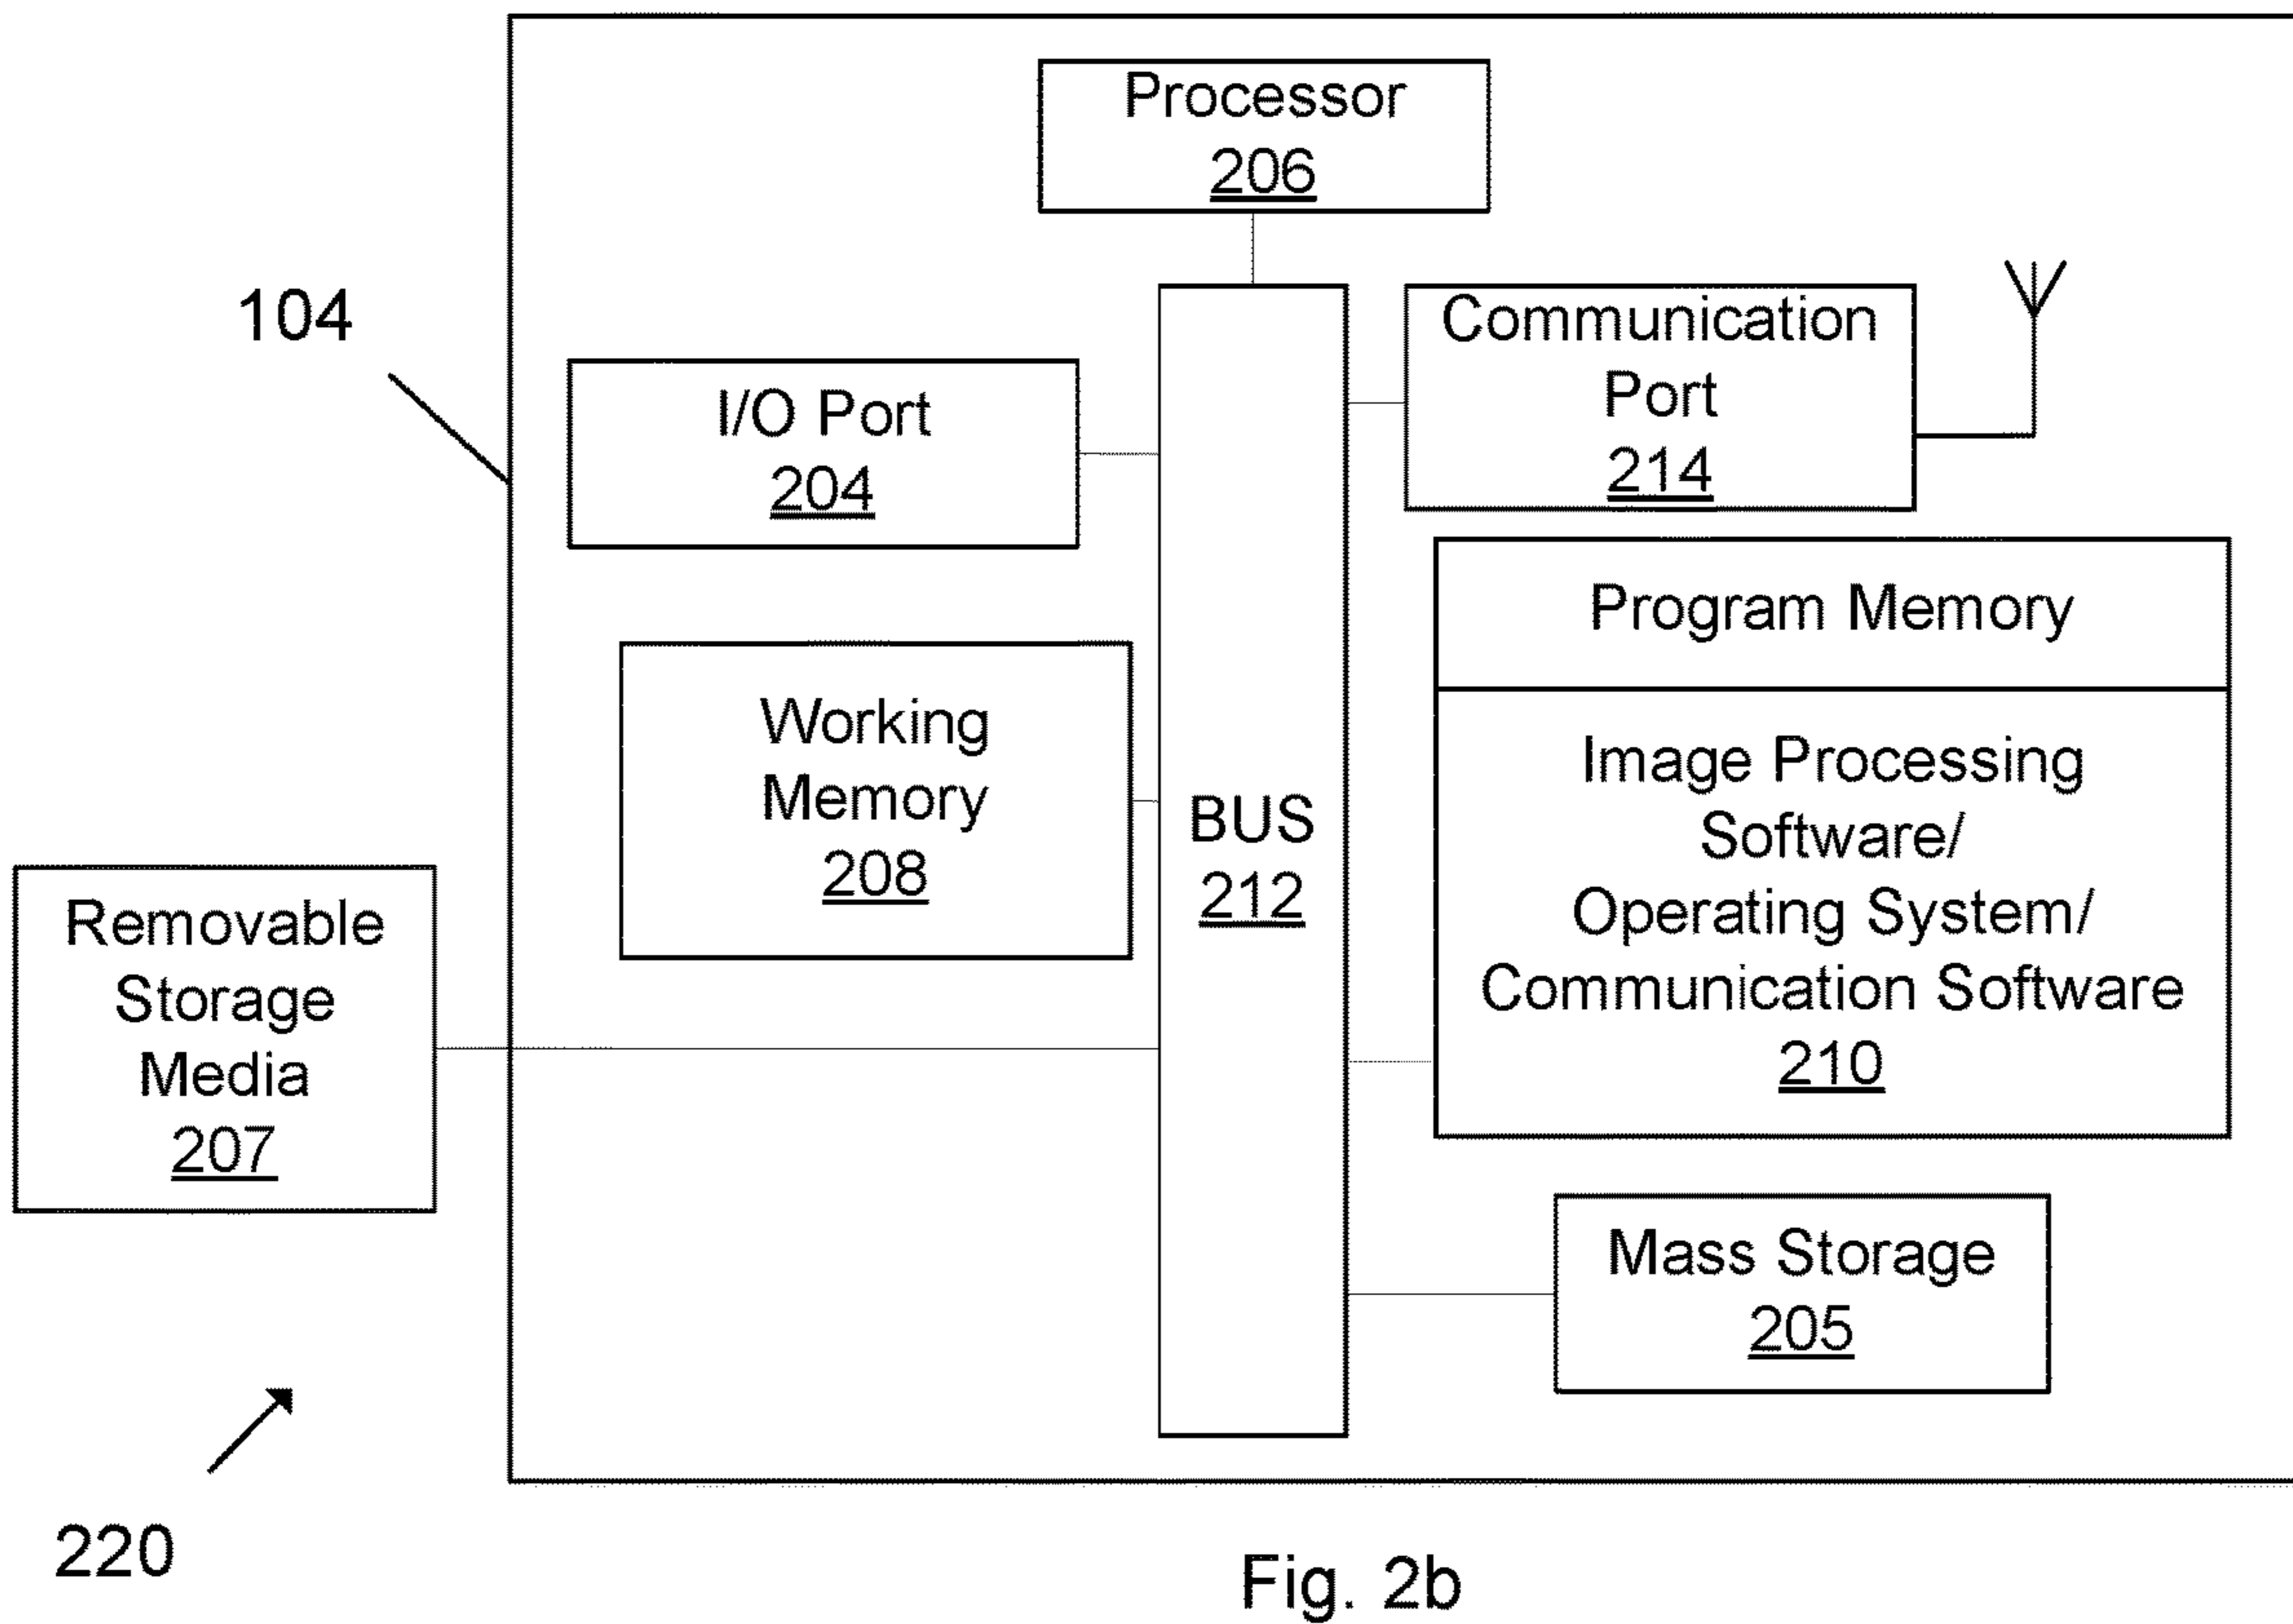 Processor
206
104
I/O Port
204
Communication
Port
214
Program Memory
Working
Memory
208
BUS
212
Image Processing
Software/
Operating System/
Communication Software
210
Removable
Storage
Media
207
Mass Storage
205
220
Fig. 2b